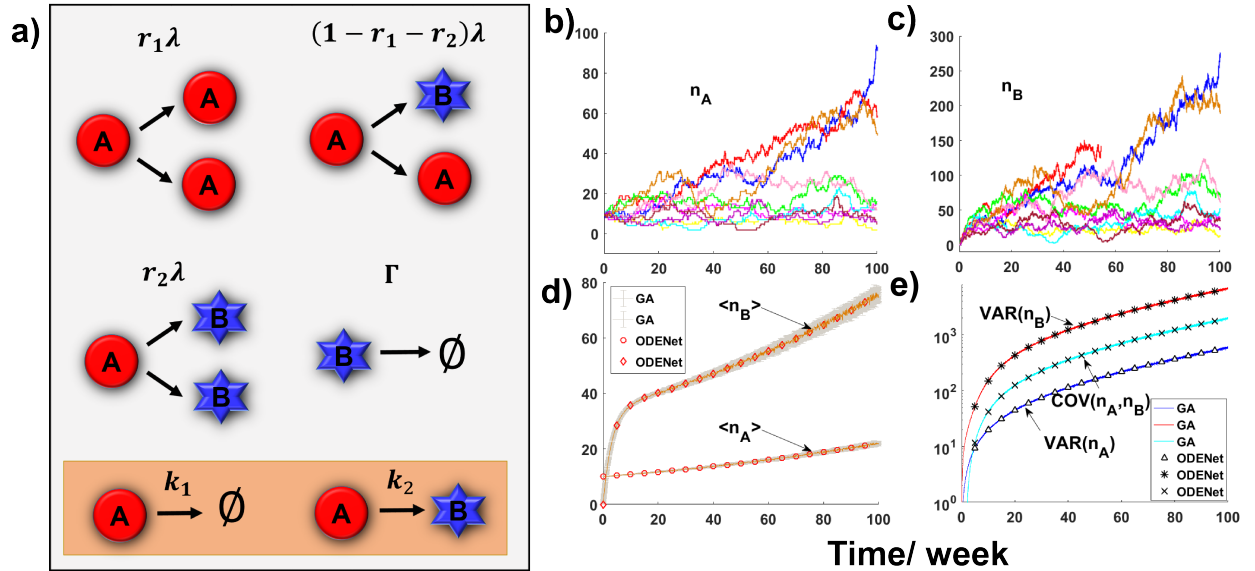 a)
r₁λ
(1 − r₁ − r₂)λ
A
A
A
A
B
A
r₂λ
Γ
A
B
B
B
∅
k₁
k₂
A
∅
A
B
b)
n_A
100
80
60
40
20
0
0 20 40 60 80 100
c)
n_B
300
250
200
150
100
50
0
0 20 40 60 80 100
d)
80
60
40
20
0
GA
GA
ODENet
ODENet
<n_B>
<n_A>
0 20 40 60 80 100
e)
10³
10²
10¹
10⁰
VAR(n_B)
COV(n_A,n_B)
VAR(n_A)
GA
GA
GA
ODENet
ODENet
ODENet
0 20 40 60 80 100
Time/ week